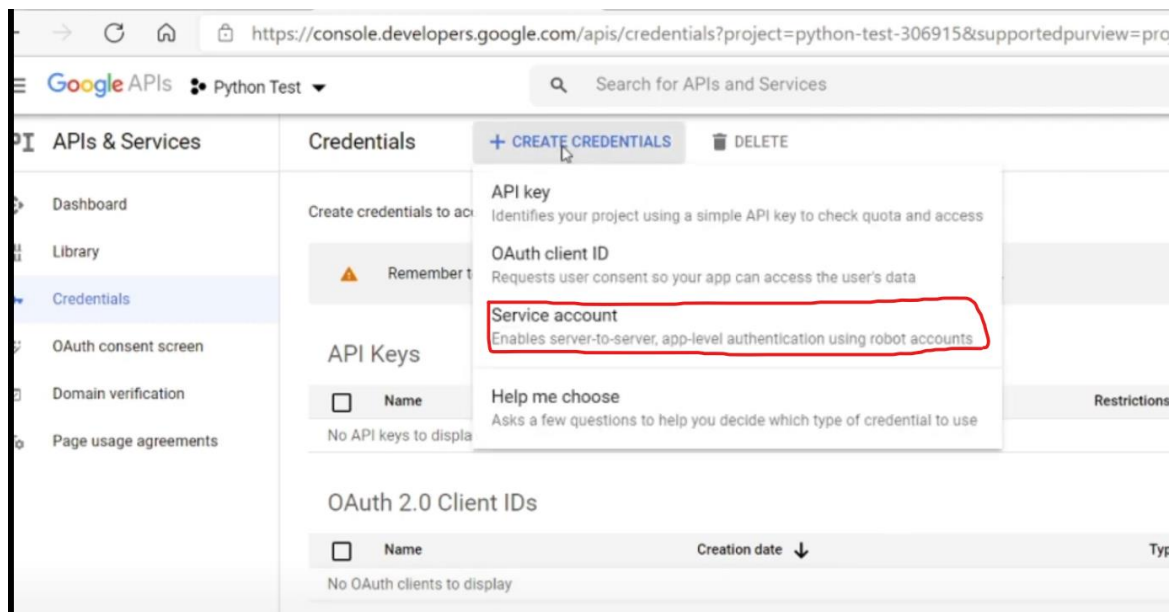 https://console.developers.google.com/apis/credentials?project=python-test-306915&supportedpurview=pro
Google APIs Python Test
Search for APIs and Services
APIs & Services
Credentials
+ CREATE CREDENTIALS
DELETE
Dashboard
Library
Credentials
OAuth consent screen
Domain verification
Page usage agreements
Create credentials to
API key
Identifies your project using a simple API key to check quota and access
OAuth client ID
Requests user consent so your app can access the user's data
Remember
Service account
Enables server-to-server, app-level authentication using robot accounts
Help me choose
Asks a few questions to help you decide which type of credential to use
API Keys
Name
Restrictions
No API keys to displa
OAuth 2.0 Client IDs
Name
Creation date
Typ
No OAuth clients to display